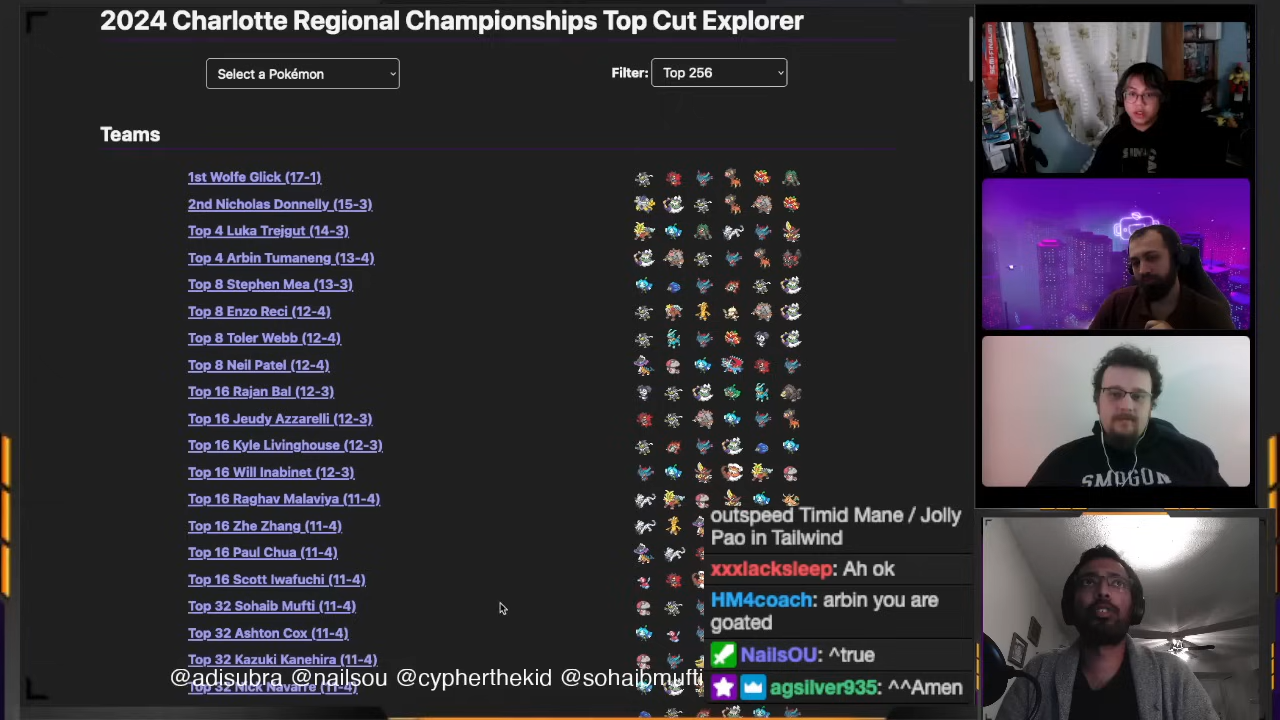 2024 Charlotte Regional Championships Top Cut Explorer
Select a Pokémon
Filter: Top 256
Teams
1st Wolfe Glick (17-1)
2nd Nicholas Donnelly (15-3)
Top 4 Luka Trejgut (14-3)
Top 4 Arbin Tumaneng (13-4)
Top 8 Stephen Mea (13-3)
Top 8 Enzo Reci (12-4)
Top 8 Toler Webb (12-4)
Top 8 Neil Patel (12-4)
Top 16 Rajan Bal (12-3)
Top 16 Jeudy Azzarelli (12-3)
Top 16 Kyle Livinghouse (12-3)
Top 16 Will Inabinet (12-3)
Top 16 Raghav Malaviya (11-4)
Top 16 Zhe Zhang (11-4)
Top 16 Paul Chua (11-4)
Top 16 Scott Iwafuchi (11-4)
Top 32 Sohaib Mufti (11-4)
Top 32 Ashton Cox (11-4)
Top 32 Kazuki Kanehira (11-4)
Top 32 Nick Navarre (11-4)
@adisubra @nailsou @cypherthekid @sohaibmufti
outspeed Timid Mane / Jolly
Pao in Tailwind
xxxlacksleep: Ah ok
HM4coach: arbin you are
goated
NailsOU: ^true
agsilver935: ^^Amen
SMOGON